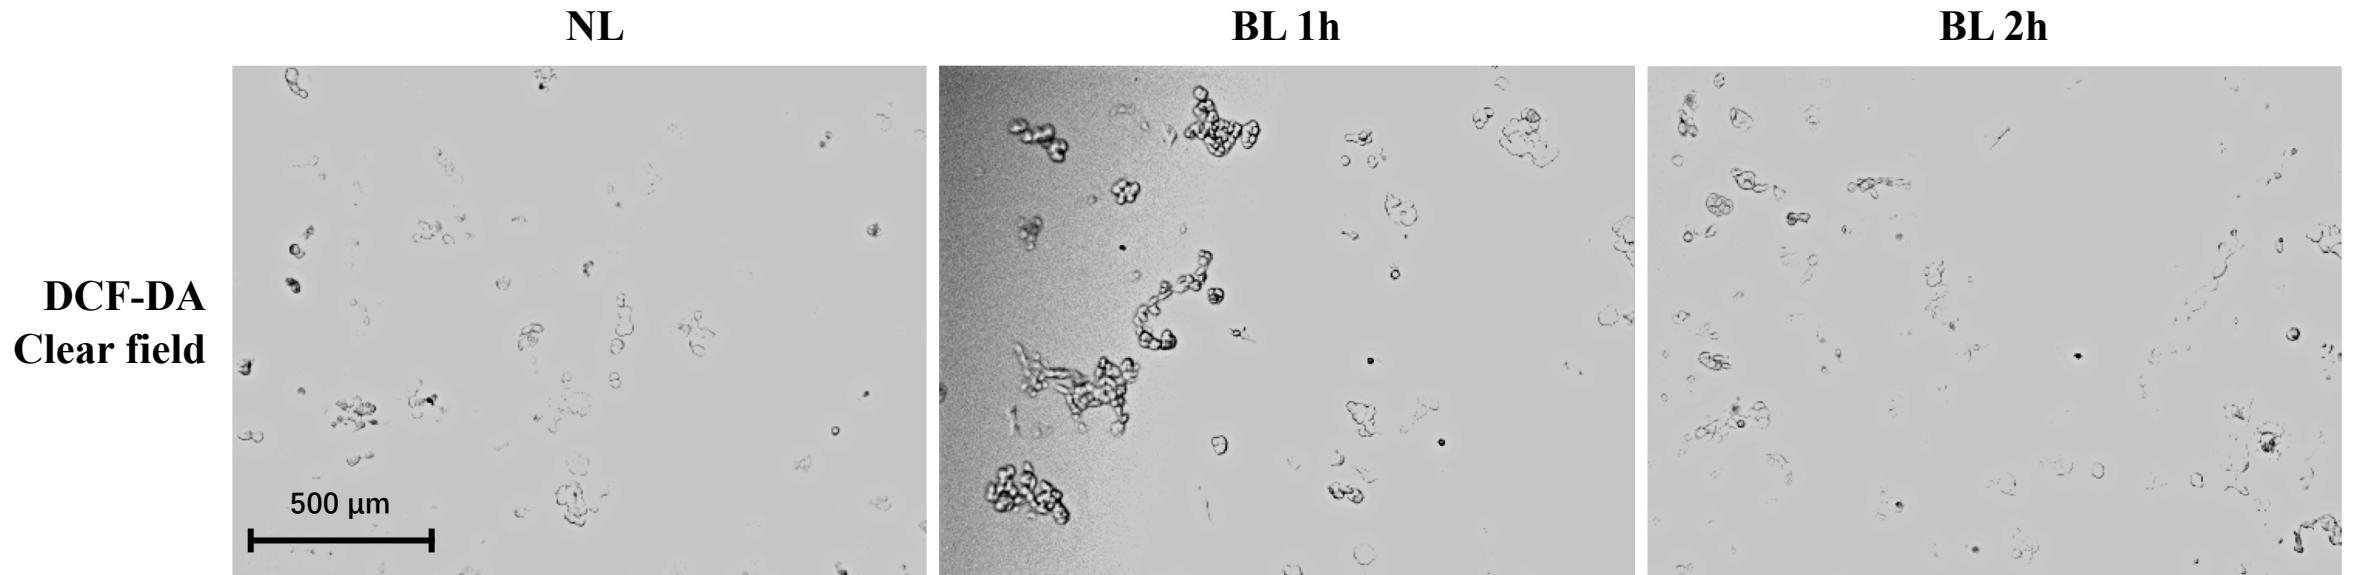 NL
BL 1h
BL 2h
DCF-DA
Clear field
500 μm